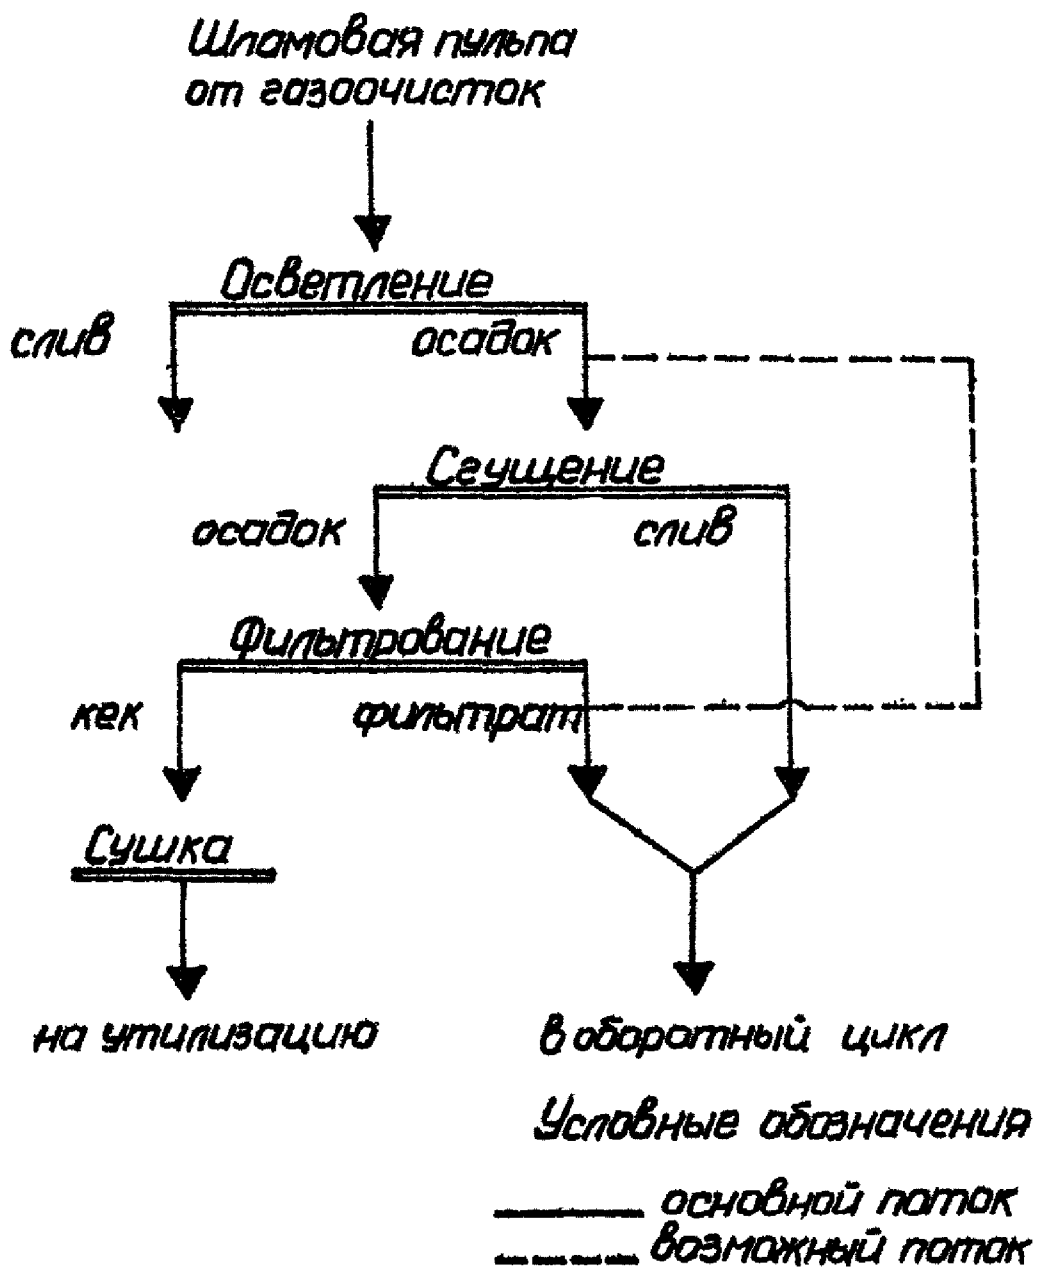 Шламовая пульпа
от газоочисток
Осветление
слив
осадок
Сгущение
осадок
слив
Фильтрование
кек
фильтрат
Сушка
на утилизацию
в оборотный цикл
Условные обозначения
основной поток
возможный поток